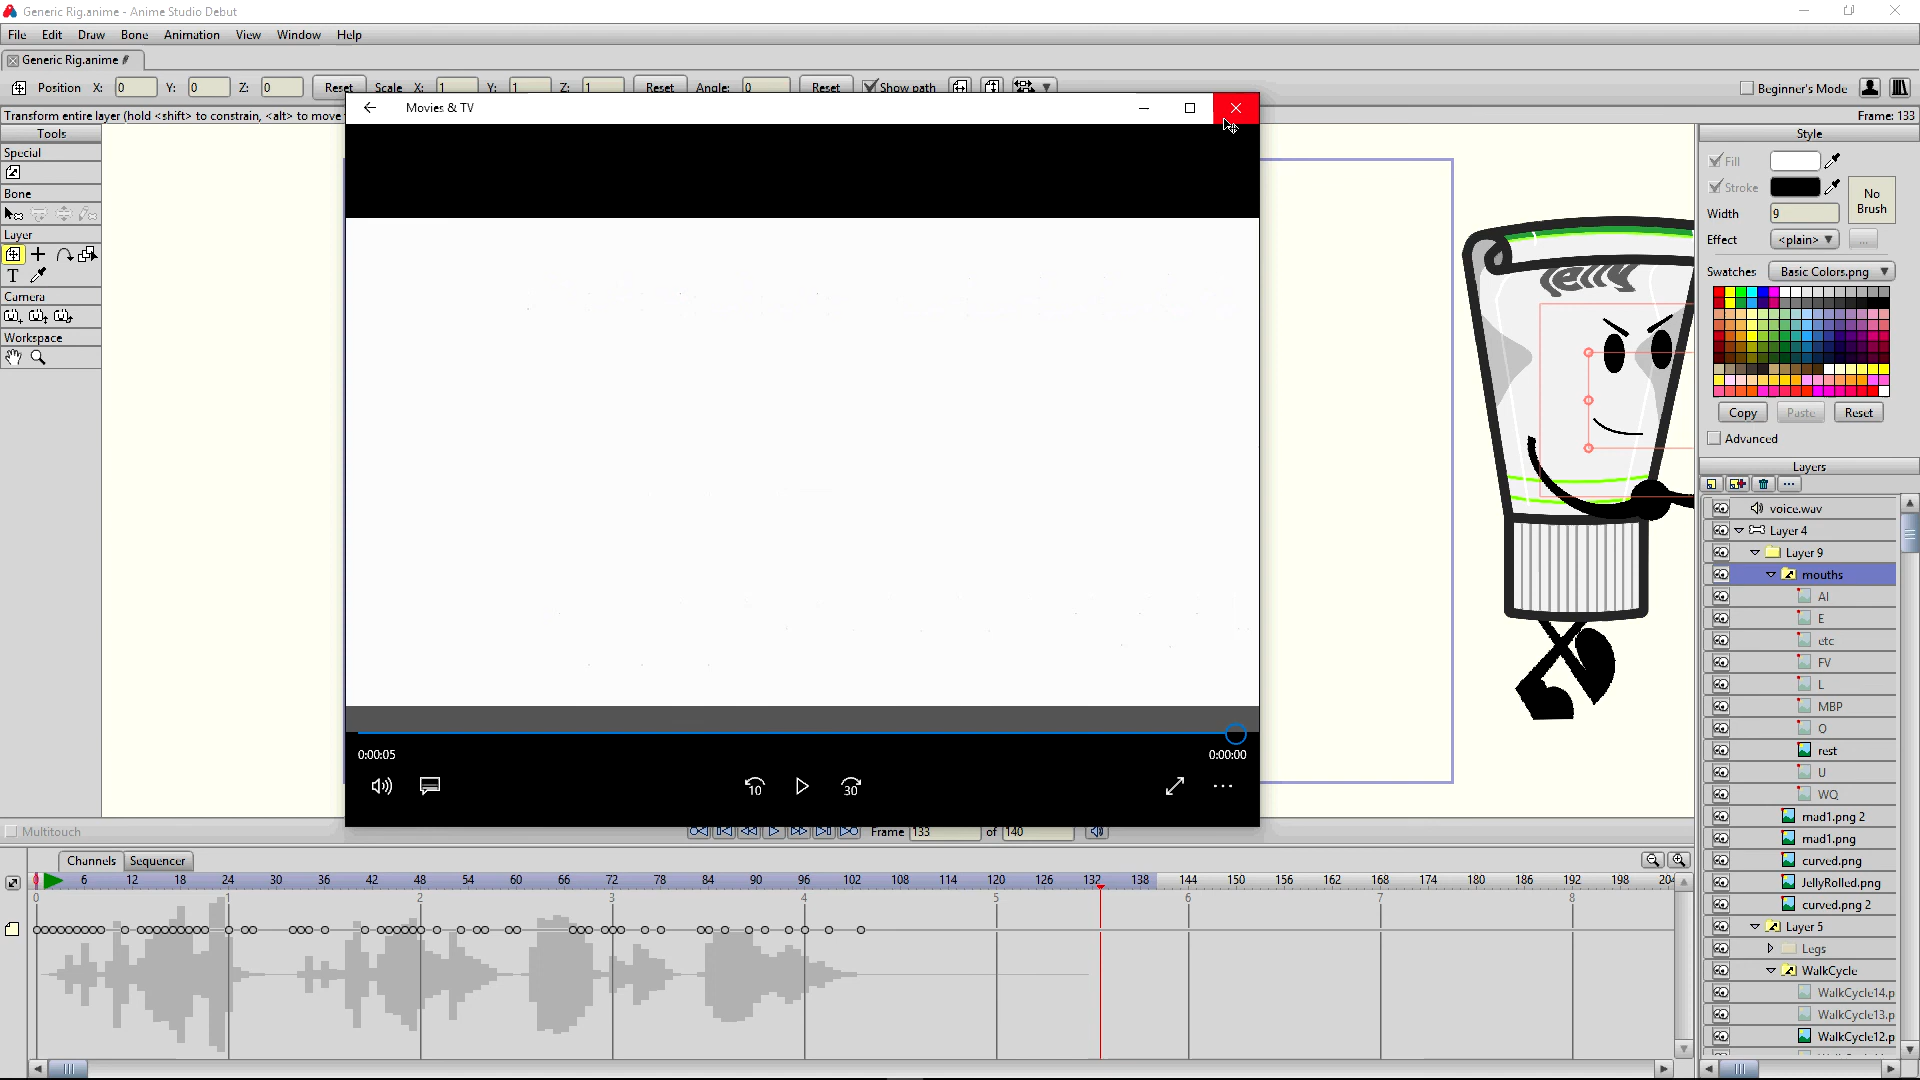 Generic Rig.anime - Anime Studio Debut
File Edit Draw Bone Animation View Window Help
Generic Rig.anime
Position X: 0 Y: 0 Z: 0 Reset Scale X: 1 Y: 1 Z: 1 Reset Angle: 0 Reset Show path Beginner's Mode
Transform entire layer (hold <shift> to constrain, <alt> to move
Frame: 133
Movies & TV
Tools
Special
Bone
Layer
T
Camera
Workspace
Style
Fill
Stroke
No Brush
Width 9
Effect <plain> ...
Swatches Basic Colors.png
Copy Paste Reset
Advanced
Layers
voice.wav
Layer 4
Layer 9
mouths
AI
E
etc
FV
L
MBP
O
rest
U
WQ
mad1.png 2
mad1.png
curved.png
JellyRolled.png
curved.png 2
Layer 5
Legs
WalkCycle
WalkCycle14.p
WalkCycle13.p
WalkCycle12.p
0:00:05
0:00:00
10
30
Multitouch
Frame 133 of 140
Channels Sequencer
6 12 18 24 30 36 42 48 54 60 66 72 78 84 90 96 102 108 114 120 126 132 138 144 150 156 162 168 174 180 186 192 198 204
0 1 2 3 4 5 6 7 8